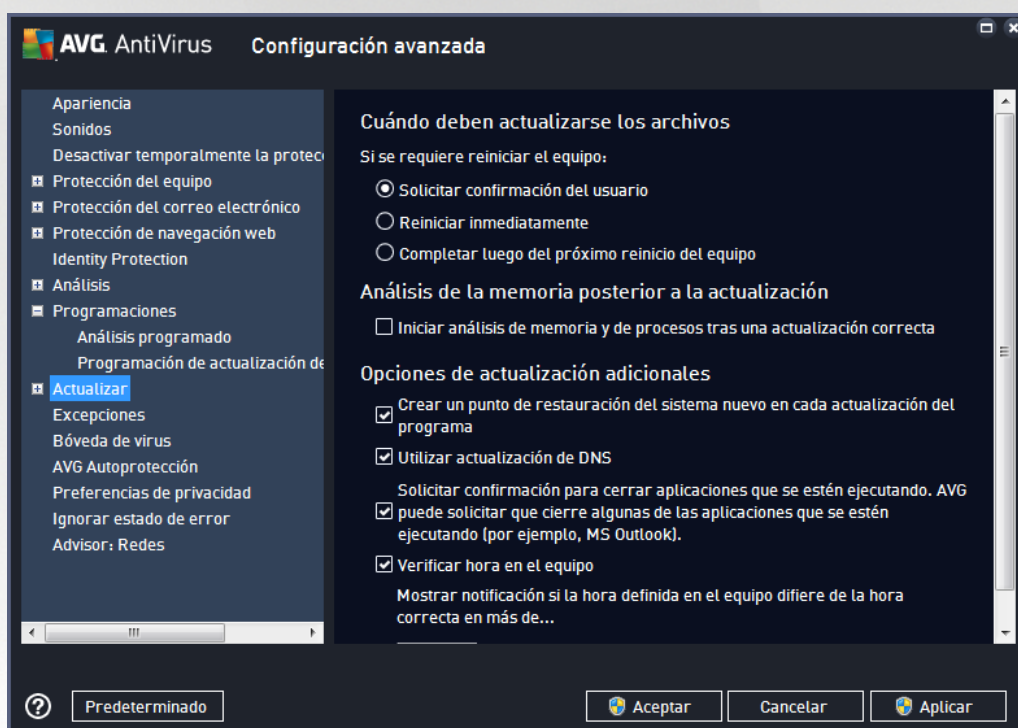 AVG. AntiVirus Configuración avanzada
Apariencia
Sonidos
Desactivar temporalmente la protec
Protección del equipo
Protección del correo electrónico
Protección de navegación web
Identity Protection
Análisis
Programaciones
Análisis programado
Programación de actualización de
Actualizar
Excepciones
Bóveda de virus
AVG Autoprotección
Preferencias de privacidad
Ignorar estado de error
Advisor: Redes
Cuándo deben actualizarse los archivos
Si se requiere reiniciar el equipo:
Solicitar confirmación del usuario
Reiniciar inmediatamente
Completar luego del próximo reinicio del equipo
Análisis de la memoria posterior a la actualización
Iniciar análisis de memoria y de procesos tras una actualización correcta
Opciones de actualización adicionales
Crear un punto de restauración del sistema nuevo en cada actualización del
programa
Utilizar actualización de DNS
Solicitar confirmación para cerrar aplicaciones que se estén ejecutando. AVG
puede solicitar que cierre algunas de las aplicaciones que se estén
ejecutando (por ejemplo, MS Outlook).
Verificar hora en el equipo
Mostrar notificación si la hora definida en el equipo difiere de la hora
correcta en más de...
? Predeterminado Aceptar Cancelar Aplicar